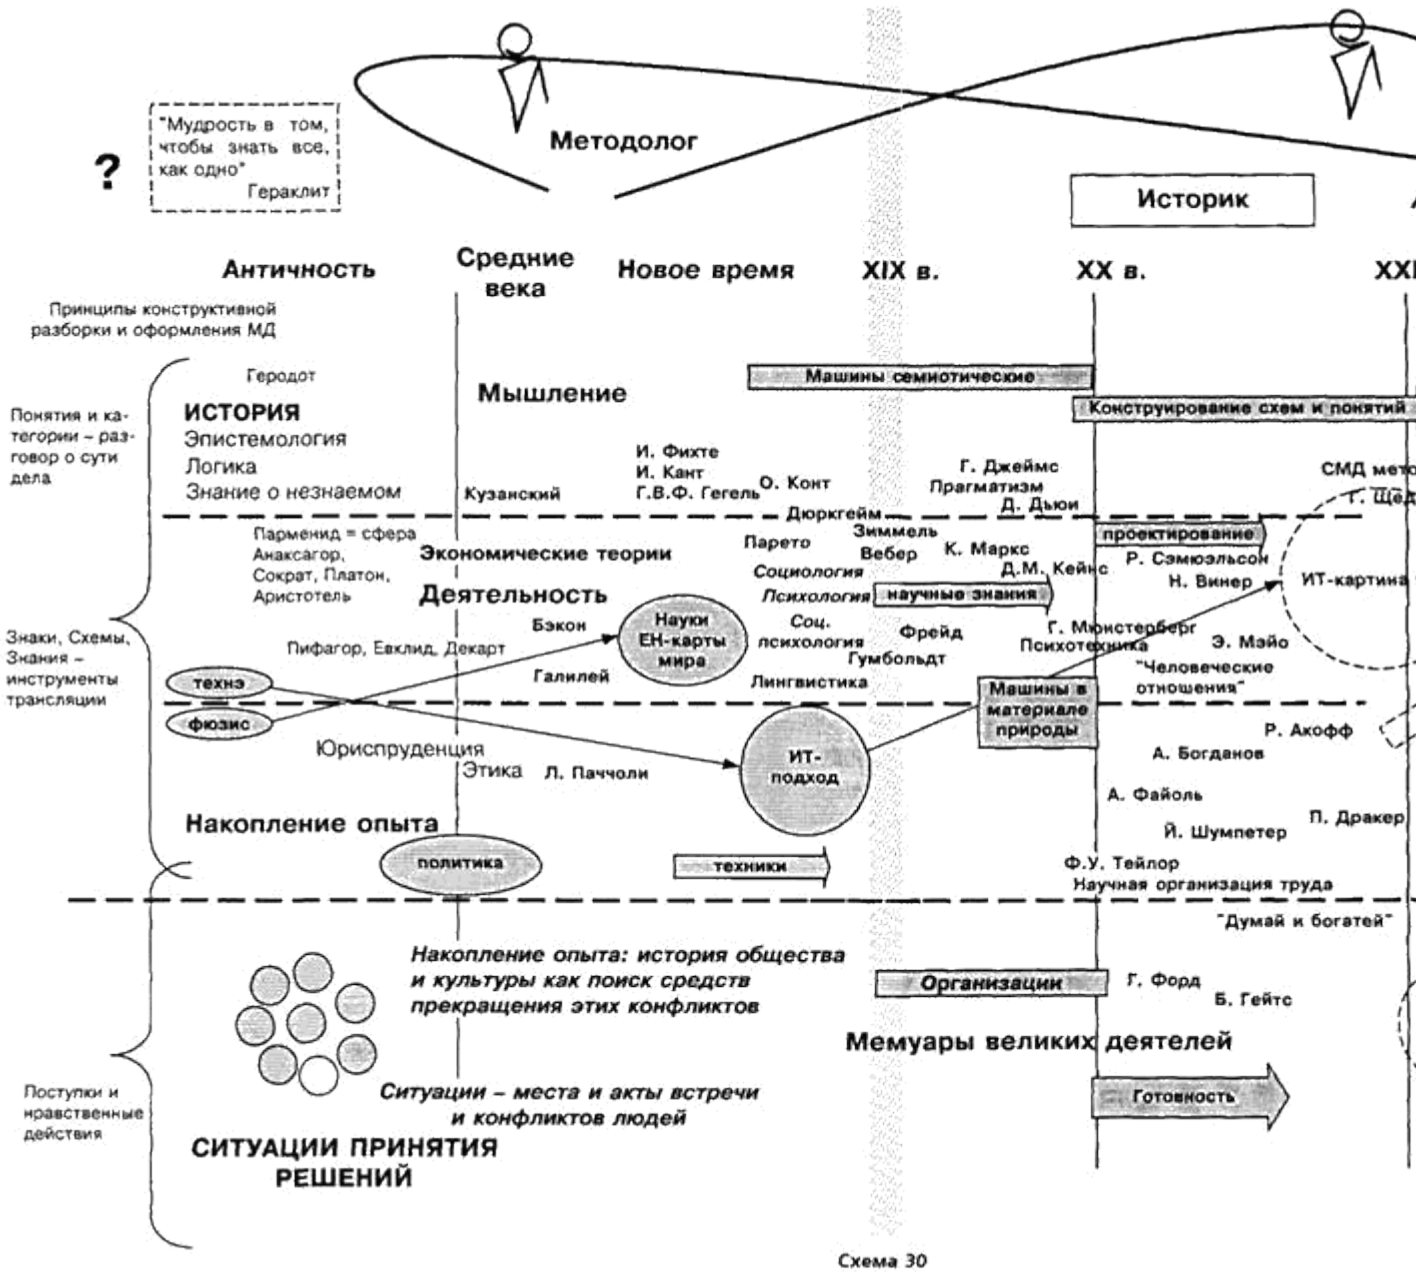 "Мудрость в том,
чтобы знать все,
как одно"
Гераклит
?
Методолог
Историк
Античность
Средние
века
Новое время
XIX в.
XX в.
XXI
Принципы конструктивной
разборки и оформления МД
Геродот
Машины семиотические
Мышление
Конструирование схем и понятий
Понятия и ка-
тегории – раз-
говор о сути
дела
ИСТОРИЯ
Эпистемология
Логика
Знание о незнаемом
Кузанский
И. Фихте
И. Кант
Г.В.Ф. Гегель
О. Конт
Г. Джеймс
Прагматизм
Д. Дьюи
СМД мето
Г. Щед
Дюркгейм
Парменид = сфера
Анаксагор,
Сократ, Платон,
Аристотель
Экономические теории
Парето
Зиммель
Вебер
К. Маркс
Д.М. Кейнс
проектирование
Р. Сэмюэльсон
Н. Винер
ИТ-картина
Социология
Психология
научные знания
Деятельность
Соц.
психология
Бэкон
Науки
ЕН-карты
мира
Фрейд
Гумбольдт
Г. Мюнстерберг
Психотехника
Э. Мэйо
"Человеческие
отношения"
Знаки, Схемы,
Знания –
инструменты
трансляции
Пифагор, Евклид, Декарт
Галилей
Лингвистика
технэ
фюзис
Машины в
материале
природы
Юриспруденция
Этика
Л. Паччоли
ИТ-
подход
Р. Акофф
А. Богданов
А. Файоль
Й. Шумпетер
П. Дракер
Накопление опыта
политика
техники
Ф.У. Тейлор
Научная организация труда
"Думай и богатей"
Накопление опыта: история общества
и культуры как поиск средств
прекращения этих конфликтов
Организации
Г. Форд
Б. Гейтс
Мемуары великих деятелей
Поступки и
нравственные
действия
Ситуации – места и акты встречи
и конфликтов людей
Готовность
СИТУАЦИИ ПРИНЯТИЯ
РЕШЕНИЙ
Схема 30